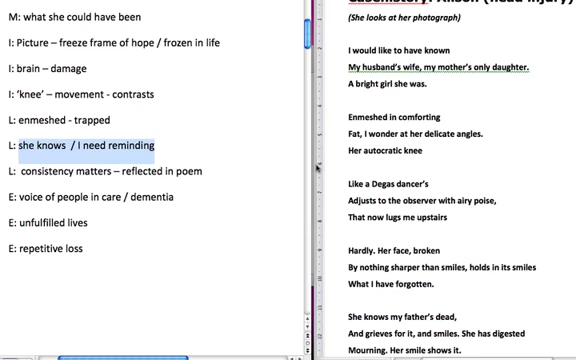 M: what she could have been
I: Picture – freeze frame of hope / frozen in life
I: brain – damage
I: ‘knee’ – movement - contrasts
L: enmeshed - trapped
L: she knows  / I need reminding
L:  consistency matters – reflected in poem
E: voice of people in care / dementia
E: unfulfilled lives
E: repetitive loss
Casehistory: Alison (head injury)
(She looks at her photograph)
I would like to have known
My husband’s wife, my mother’s only daughter.
A bright girl she was.
Enmeshed in comforting
Fat, I wonder at her delicate angles.
Her autocratic knee
Like a Degas dancer’s
Adjusts to the observer with airy poise,
That now lugs me upstairs
Hardly. Her face, broken
By nothing sharper than smiles, holds in its smiles
What I have forgotten.
She knows my father’s dead,
And grieves for it, and smiles. She has digested
Mourning. Her smile shows it.